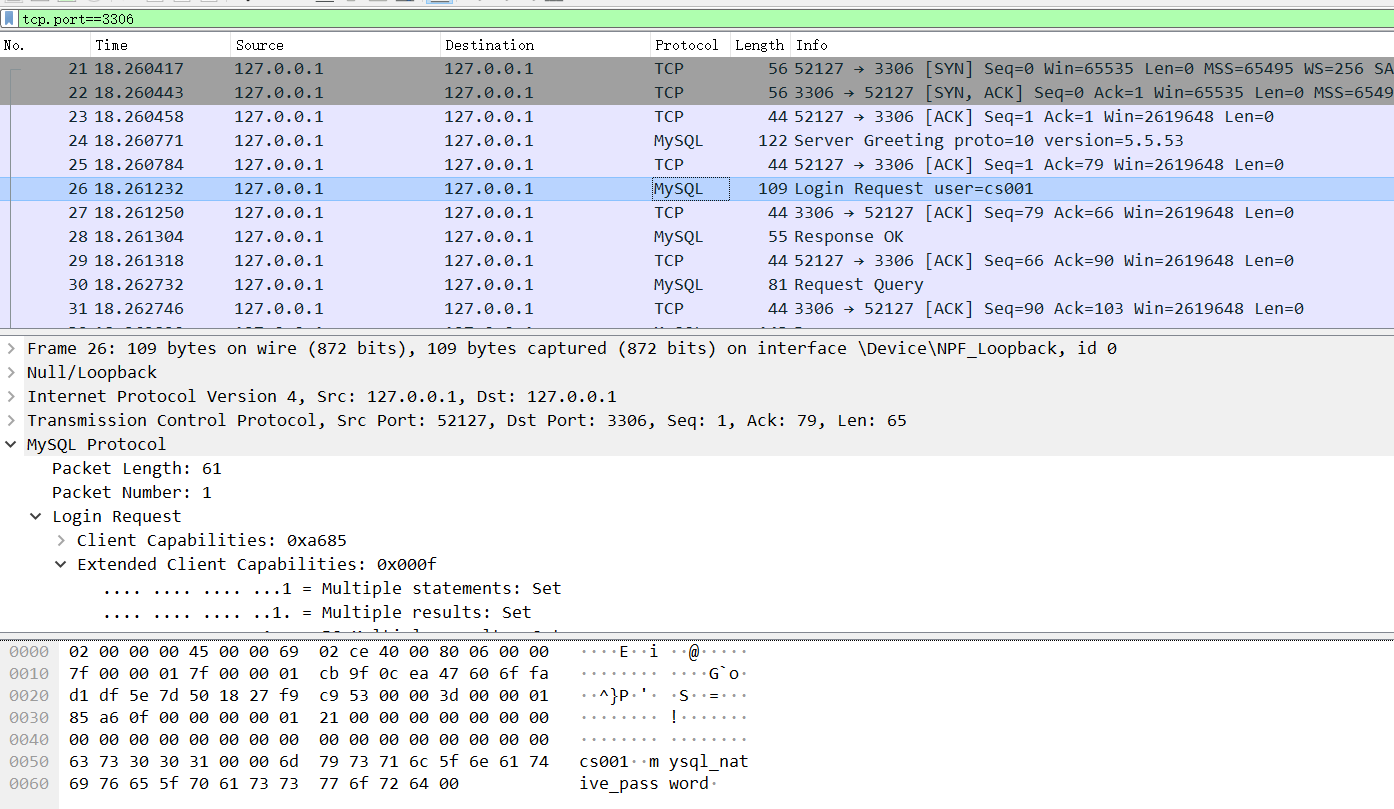 tcp.port==3306
No. Time Source Destination Protocol Length Info
21 18.260417 127.0.0.1 127.0.0.1 TCP 56 52127 → 3306 [SYN] Seq=0 Win=65535 Len=0 MSS=65495 WS=256 SA
22 18.260443 127.0.0.1 127.0.0.1 TCP 56 3306 → 52127 [SYN, ACK] Seq=0 Ack=1 Win=65535 Len=0 MSS=6549
23 18.260458 127.0.0.1 127.0.0.1 TCP 44 52127 → 3306 [ACK] Seq=1 Ack=1 Win=2619648 Len=0
24 18.260771 127.0.0.1 127.0.0.1 MySQL 122 Server Greeting proto=10 version=5.5.53
25 18.260784 127.0.0.1 127.0.0.1 TCP 44 52127 → 3306 [ACK] Seq=1 Ack=79 Win=2619648 Len=0
26 18.261232 127.0.0.1 127.0.0.1 MySQL 109 Login Request user=cs001
27 18.261250 127.0.0.1 127.0.0.1 TCP 44 3306 → 52127 [ACK] Seq=79 Ack=66 Win=2619648 Len=0
28 18.261304 127.0.0.1 127.0.0.1 MySQL 55 Response OK
29 18.261318 127.0.0.1 127.0.0.1 TCP 44 52127 → 3306 [ACK] Seq=66 Ack=90 Win=2619648 Len=0
30 18.262732 127.0.0.1 127.0.0.1 MySQL 81 Request Query
31 18.262746 127.0.0.1 127.0.0.1 TCP 44 3306 → 52127 [ACK] Seq=90 Ack=103 Win=2619648 Len=0
Frame 26: 109 bytes on wire (872 bits), 109 bytes captured (872 bits) on interface \Device\NPF_Loopback, id 0
Null/Loopback
Internet Protocol Version 4, Src: 127.0.0.1, Dst: 127.0.0.1
Transmission Control Protocol, Src Port: 52127, Dst Port: 3306, Seq: 1, Ack: 79, Len: 65
MySQL Protocol
Packet Length: 61
Packet Number: 1
Login Request
Client Capabilities: 0xa685
Extended Client Capabilities: 0x000f
.... .... .... ...1 = Multiple statements: Set
.... .... .... ..1. = Multiple results: Set
0000 02 00 00 00 45 00 00 69 02 ce 40 00 80 06 00 00 ····E··i ··@·····
0010 7f 00 00 01 7f 00 00 01 cb 9f 0c ea 47 60 6f fa ········ ····G`o·
0020 d1 df 5e 7d 50 18 27 f9 c9 53 00 00 3d 00 00 01 ··^}P·'· ·S··=···
0030 85 a6 0f 00 00 00 00 01 21 00 00 00 00 00 00 00 ········ !·······
0040 00 00 00 00 00 00 00 00 00 00 00 00 00 00 00 00 ········ ········
0050 63 73 30 30 31 00 00 6d 79 73 71 6c 5f 6e 61 74 cs001··m ysql_nat
0060 69 76 65 5f 70 61 73 73 77 6f 72 64 00 ive_pass word·